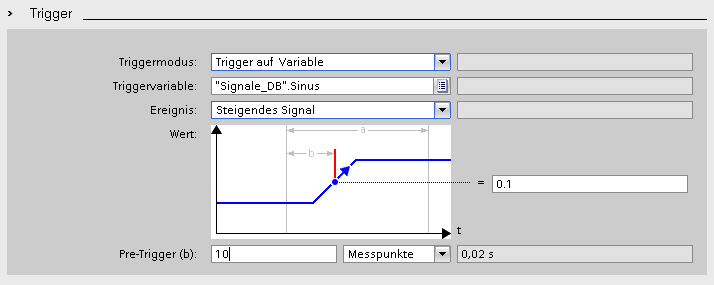 Trigger
Triggermodus: Trigger auf Variable
Triggervariable: "Signale_DB".Sinus
Ereignis: Steigendes Signal
Wert:
a
b
= 0.1
t
Pre-Trigger (b): 10 Messpunkte 0,02 s